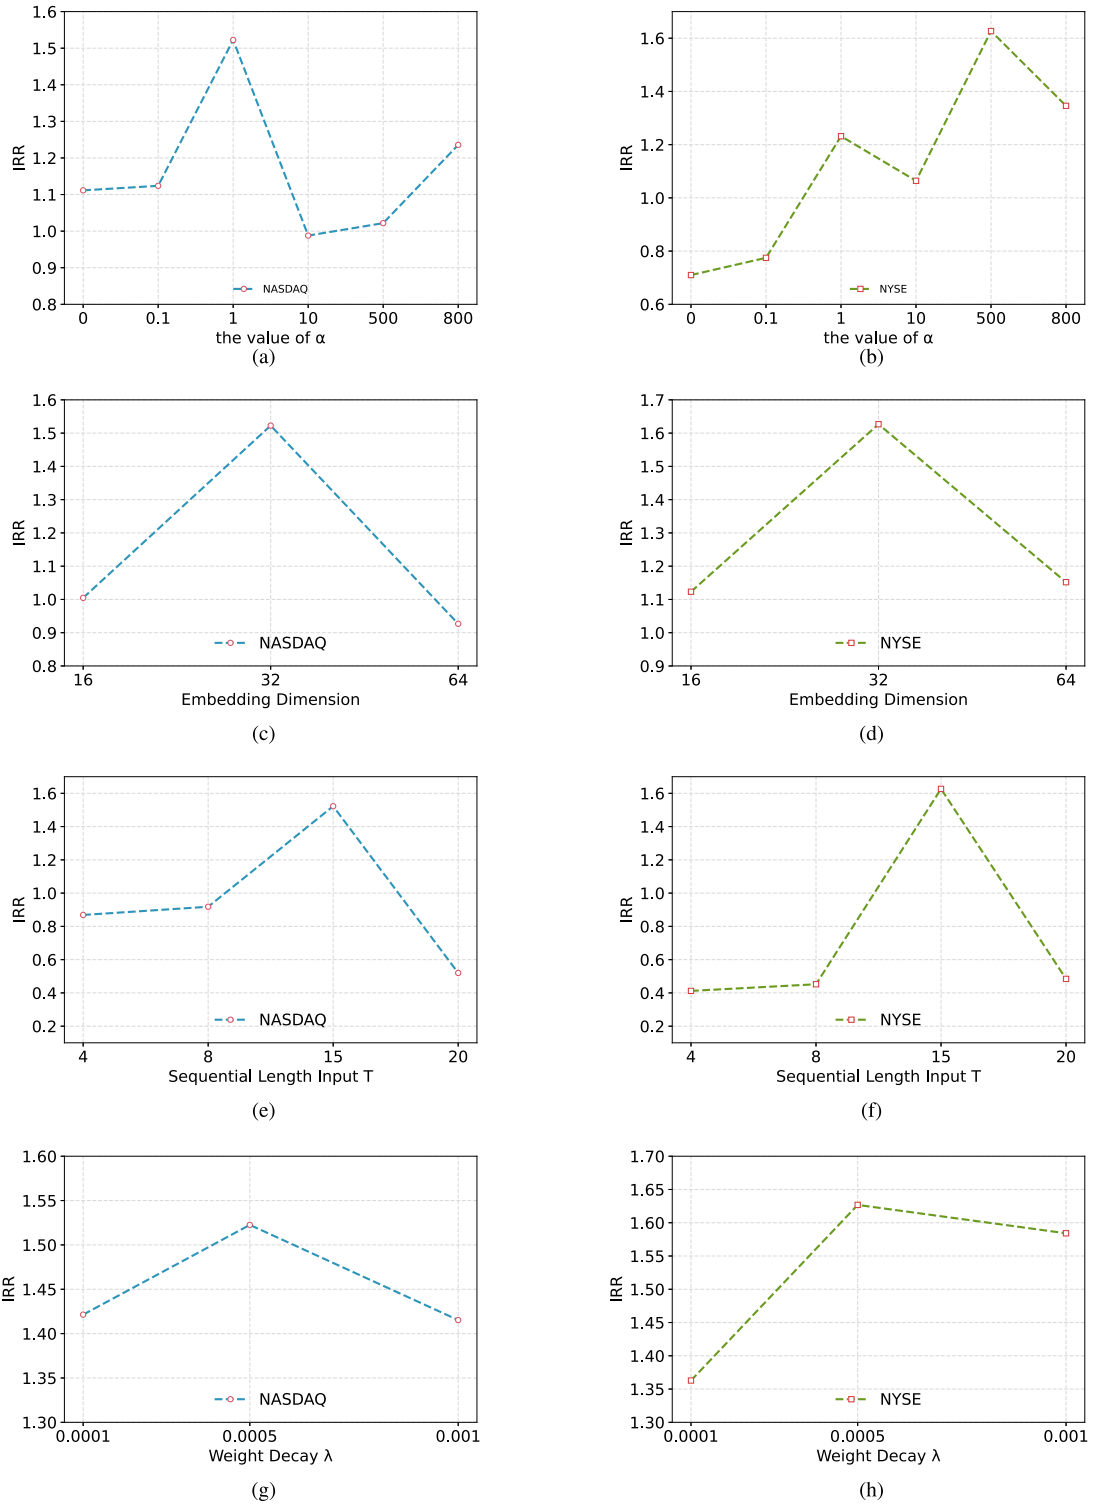 1.6
1.5
1.4
1.3
1.2
1.1
1.0
0.9
0.8
IRR
NASDAQ
0 0.1 1 10 500 800
the value of α
(a)
1.6
1.4
1.2
1.0
0.8
0.6
IRR
NYSE
0 0.1 1 10 500 800
the value of α
(b)
1.6
1.5
1.4
1.3
1.2
1.1
1.0
0.9
0.8
IRR
NASDAQ
16 32 64
Embedding Dimension
(c)
1.7
1.6
1.5
1.4
1.3
1.2
1.1
1.0
0.9
IRR
NYSE
16 32 64
Embedding Dimension
(d)
1.6
1.4
1.2
1.0
0.8
0.6
0.4
0.2
IRR
NASDAQ
4 8 15 20
Sequential Length Input T
(e)
1.6
1.4
1.2
1.0
0.8
0.6
0.4
0.2
IRR
NYSE
4 8 15 20
Sequential Length Input T
(f)
1.60
1.55
1.50
1.45
1.40
1.35
1.30
IRR
NASDAQ
0.0001 0.0005 0.001
Weight Decay λ
(g)
1.70
1.65
1.60
1.55
1.50
1.45
1.40
1.35
1.30
IRR
NYSE
0.0001 0.0005 0.001
Weight Decay λ
(h)